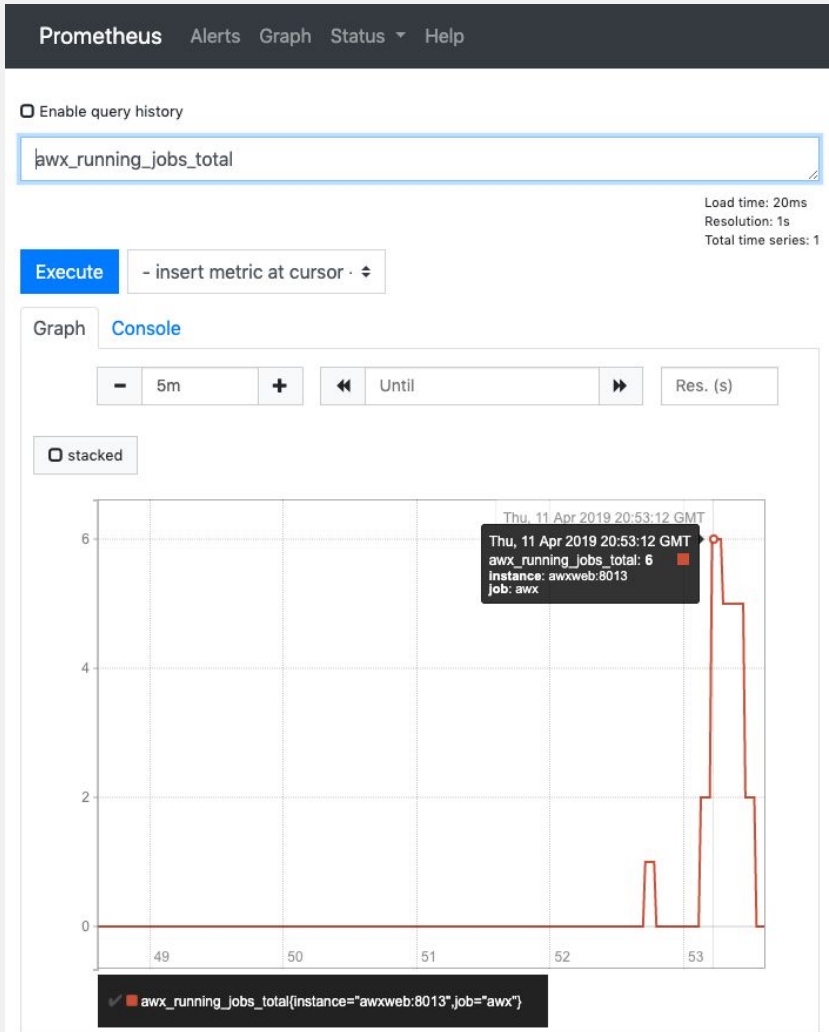 Prometheus Alerts Graph Status Help
Enable query history
awx_running_jobs_total
Load time: 20ms
Resolution: 1s
Total time series: 1
Execute - insert metric at cursor -
Graph Console
5m Until Res. (s)
stacked
Thu, 11 Apr 2019 20:53:12 GMT
6
Thu, 11 Apr 2019 20:53:12 GMT
awx_running_jobs_total: 6
instance: awxweb:8013
job: awx
4
2
0
49 50 51 52 53
awx_running_jobs_total{instance="awxweb:8013",job="awx"}